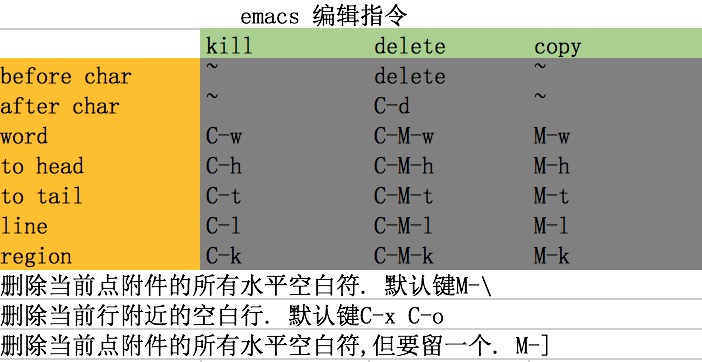 emacs 编辑指令
kill delete copy
before char ~ delete ~
after char ~ C-d ~
word C-w C-M-w M-w
to head C-h C-M-h M-h
to tail C-t C-M-t M-t
line C-l C-M-l M-l
region C-k C-M-k M-k
删除当前点附件的所有水平空白符. 默认键M-\
删除当前行附近的空白行. 默认键C-x C-o
删除当前点附件的所有水平空白符,但要留一个. M-]